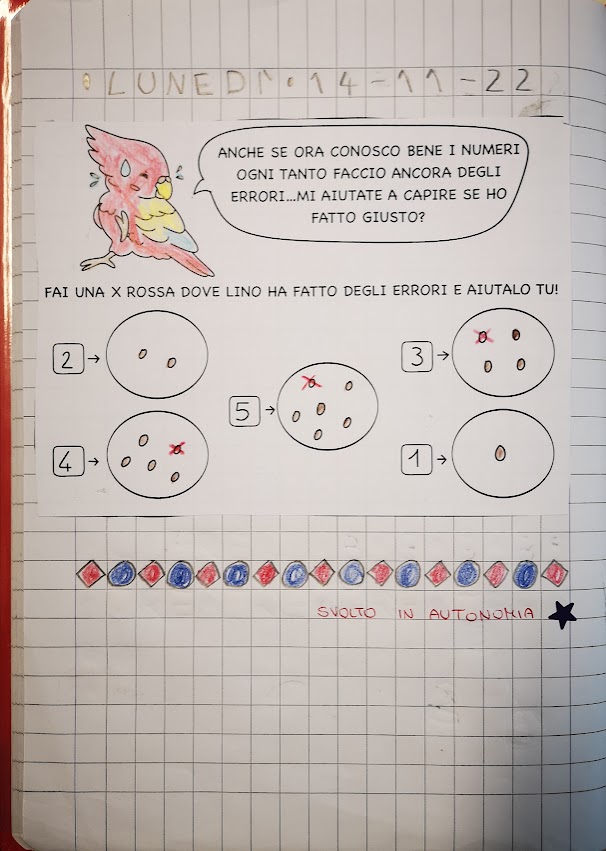 LUNEDI' 14-11-22
ANCHE SE ORA CONOSCO BENE I NUMERI
OGNI TANTO FACCIO ANCORA DEGLI
ERRORI...MI AIUTATE A CAPIRE SE HO
FATTO GIUSTO?
FAI UNA X ROSSA DOVE LINO HA FATTO DEGLI ERRORI E AIUTALO TU!
2
3
5
4
1
SVOLTO IN AUTONOMIA